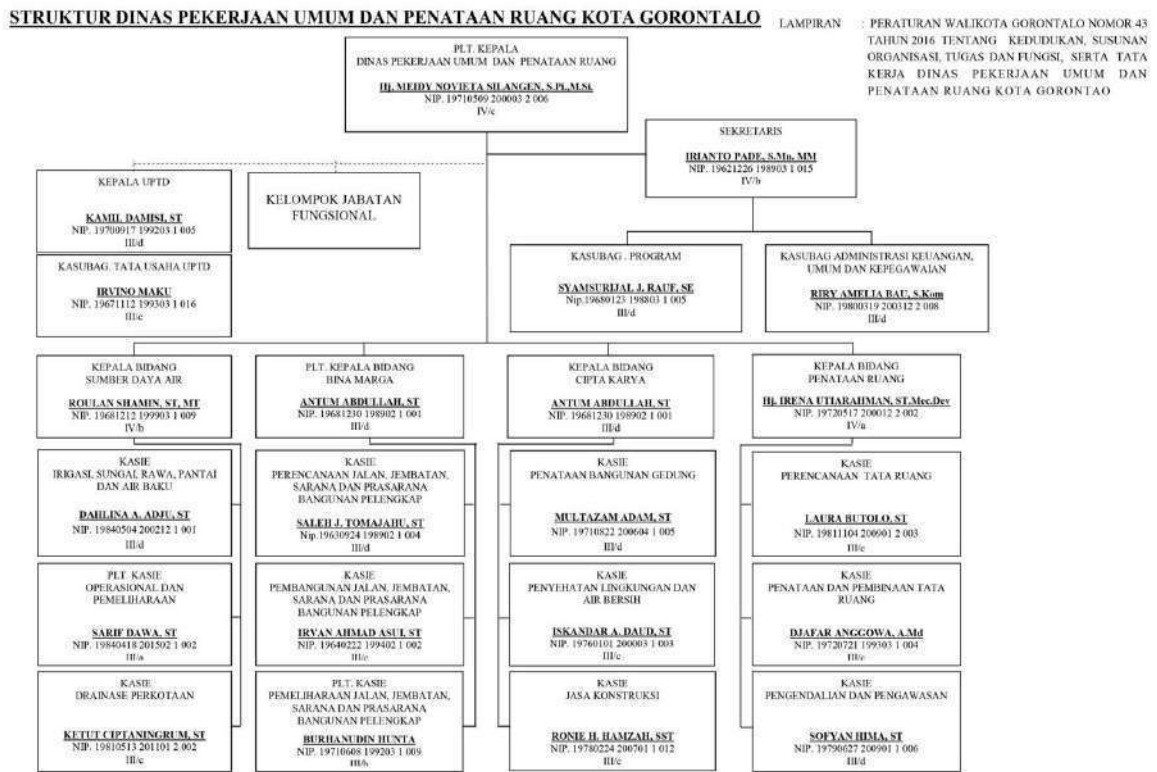 STRUKTUR DINAS PEKERJAAN UMUM DAN PENATAAN RUANG KOTA GORONTALO
LAMPIRAN : PERATURAN WALIKOTA GORONTALO NOMOR 43
TAHUN 2016 TENTANG KEDUDUKAN, SUSUNAN
ORGANISASI, TUGAS DAN FUNGSI, SERTA TATA
KERJA DINAS PEKERJAAN UMUM DAN
PENATAAN RUANG KOTA GORONTAO
PLT. KEPALA
DINAS PEKERJAAN UMUM DAN PENATAAN RUANG
Hj. MEIDY NOVIETA SILANGEN, S.Pi.,M.Si.
NIP. 19710509 200003 2 006
IV/c
SEKRETARIS
IRIANTO PADE, S.Mn. MM
NIP. 19621226 198903 1 015
IV/b
KEPALA UPTD
KAMIL DAMISI, ST
NIP. 19700917 199203 1 005
III/d
KELOMPOK JABATAN
FUNGSIONAL
KASUBAG. TATA USAHA UPTD
IRVINO MAKU
NIP. 19671112 199303 1 016
III/c
KASUBAG . PROGRAM
SYAMSURIJAL J. RAUF, SE
Nip.19680123 198803 1 005
III/d
KASUBAG ADMINISTRASI KEUANGAN,
UMUM DAN KEPEGAWAIAN
RIRY AMELIA BAU, S.Kom
NIP. 19800319 200312 2 008
III/d
KEPALA BIDANG
SUMBER DAYA AIR
ROULAN SHAMIN, ST, MT
NIP. 19681212 199903 1 009
IV/b
PLT. KEPALA BIDANG
BINA MARGA
ANTUM ABDULLAH, ST
NIP. 19681230 198902 1 001
III/d
KEPALA BIDANG
CIPTA KARYA
ANTUM ABDULLAH, ST
NIP. 19681230 198902 1 001
III/d
KEPALA BIDANG
PENATAAN RUANG
Hj. IRENA UTIARAHMAN, ST.Mec.Dev
NIP. 19720517 200012 2 002
IV/a
KASIE
IRIGASI, SUNGAI, RAWA, PANTAI
DAN AIR BAKU
DAHLINA A. ADJU, ST
NIP. 19840504 200212 1 001
III/d
KASIE
PERENCANAAN JALAN, JEMBATAN,
SARANA DAN PRASARANA
BANGUNAN PELENGKAP
SALEH J. TOMAJAHU, ST
Nip.19630924 198902 1 004
III/d
KASIE
PENATAAN BANGUNAN GEDUNG
MULTAZAM ADAM, ST
NIP. 19710822 200604 1 005
III/d
KASIE
PERENCANAAN TATA RUANG
LAURA BUTOLO, ST
NIP. 19811104 200901 2 003
III/c
PLT. KASIE
OPERASIONAL DAN
PEMELIHARAAN
SARIF DAWA, ST
NIP. 19840418 201502 1 002
III/a
KASIE
PEMBANGUNAN JALAN, JEMBATAN,
SARANA DAN PRASARANA
BANGUNAN PELENGKAP
IRVAN AHMAD ASUI, ST
NIP. 19640222 199402 1 002
III/c
KASIE
PENYEHATAN LINGKUNGAN DAN
AIR BERSIH
ISKANDAR A. DAUD, ST
NIP. 19760101 200003 1 003
III/c
KASIE
PENATAAN DAN PEMBINAAN TATA
RUANG
DJAFAR ANGGOWA, A.Md
NIP. 19720721 199303 1 004
III/c
KASIE
DRAINASE PERKOTAAN
KETUT CIPTANINGRUM, ST
NIP. 19810513 201101 2 002
III/c
PLT. KASIE
PEMELIHARAAN JALAN, JEMBATAN,
SARANA DAN PRASARANA
BANGUNAN PELENGKAP
BURHANUDIN HUNTA
NIP. 19710608 199203 1 009
III/b
KASIE
JASA KONSTRUKSI
RONIE H. HAMZAH, SST
NIP. 19780224 200701 1 012
III/c
KASIE
PENGENDALIAN DAN PENGAWASAN
SOFYAN HIMA, ST
NIP. 19790627 200901 1 006
III/d